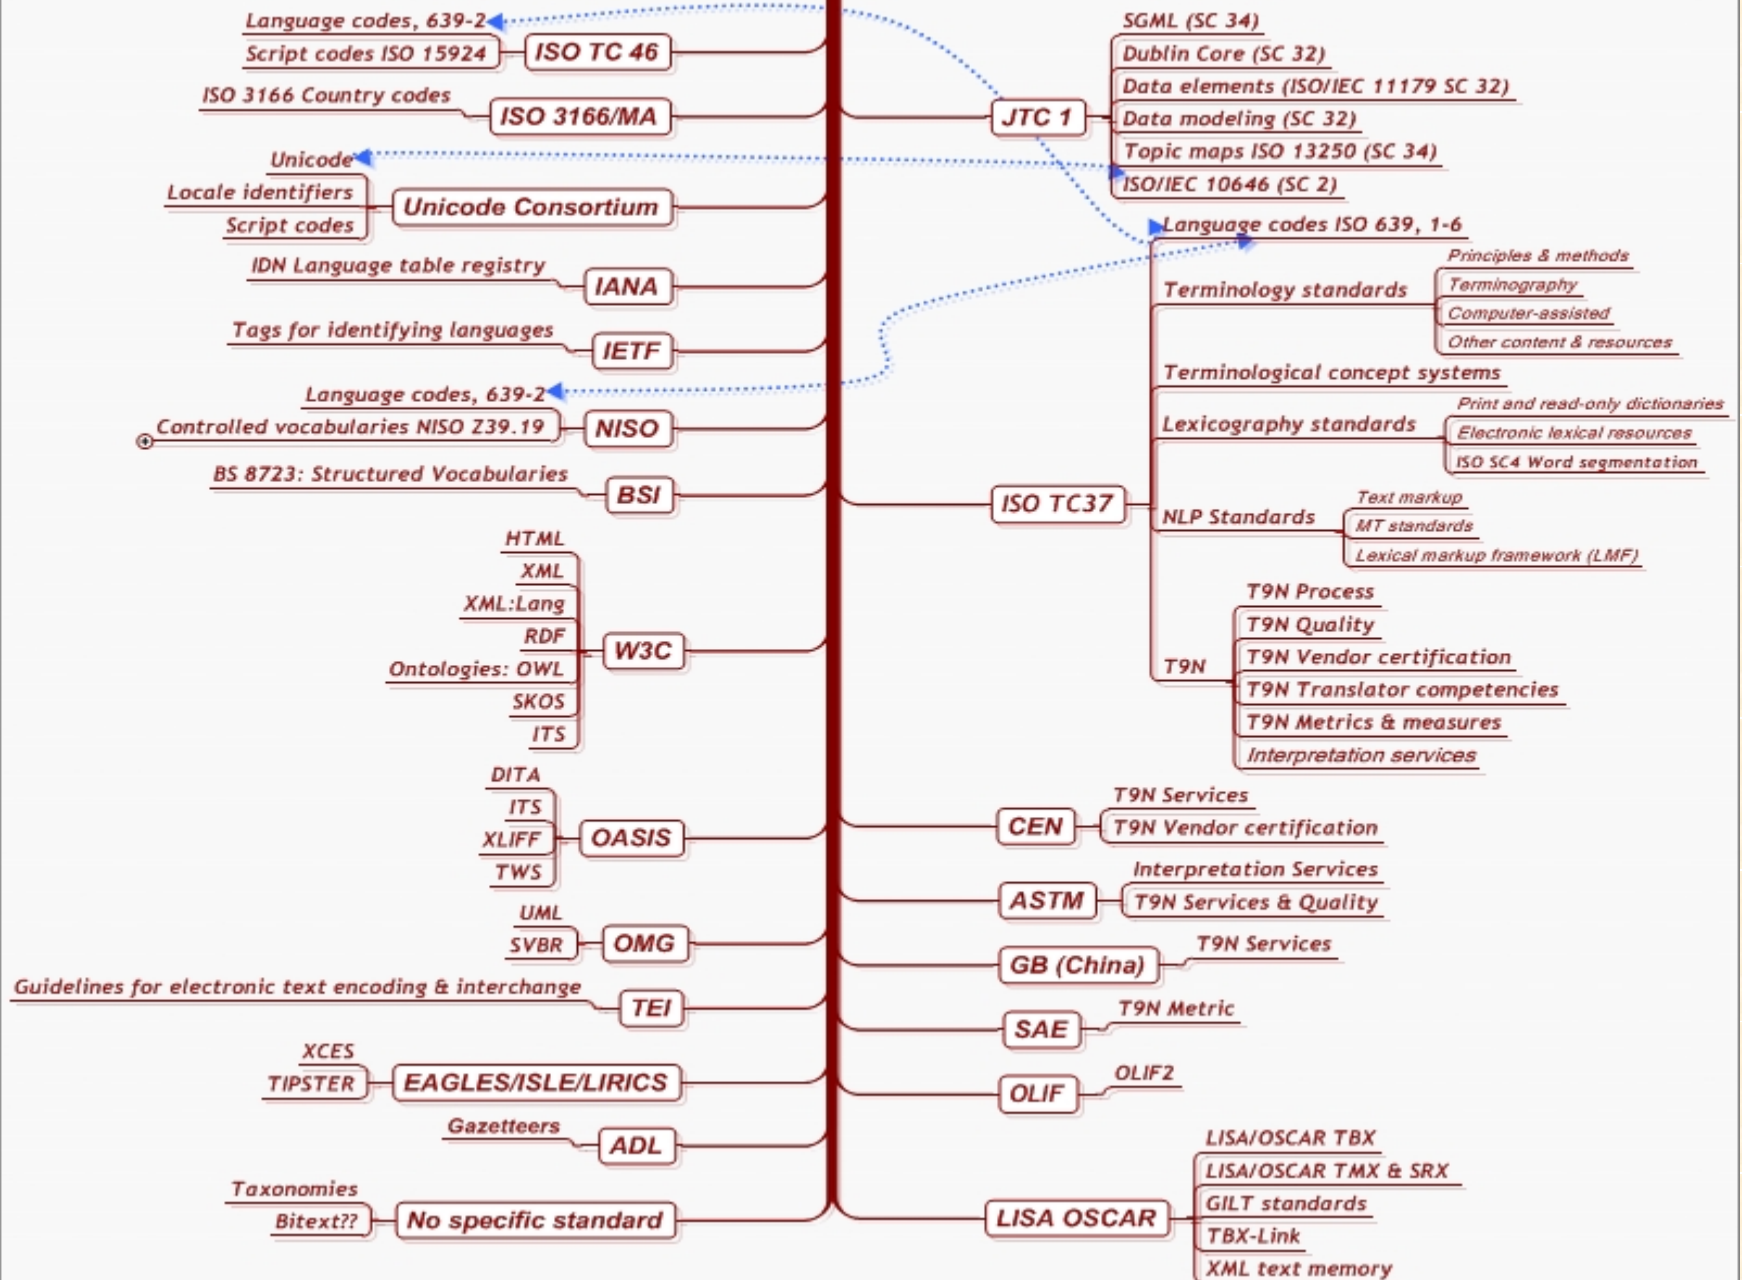 Language codes, 639-2
Script codes ISO 15924
ISO TC 46
ISO 3166 Country codes
ISO 3166/MA
Unicode
Locale identifiers
Script codes
Unicode Consortium
IDN Language table registry
IANA
Tags for identifying languages
IETF
Language codes, 639-2
Controlled vocabularies NISO Z39.19
NISO
BS 8723: Structured Vocabularies
BSI
HTML
XML
XML:Lang
RDF
Ontologies: OWL
SKOS
ITS
W3C
DITA
ITS
XLIFF
TWS
OASIS
UML
SVBR
OMG
Guidelines for electronic text encoding & interchange
TEI
XCES
TIPSTER
EAGLES/ISLE/LIRICS
Gazetteers
ADL
Taxonomies
Bitext??
No specific standard
JTC 1
SGML (SC 34)
Dublin Core (SC 32)
Data elements (ISO/IEC 11179 SC 32)
Data modeling (SC 32)
Topic maps ISO 13250 (SC 34)
ISO/IEC 10646 (SC 2)
ISO TC37
Language codes ISO 639, 1-6
Terminology standards
Principles & methods
Terminography
Computer-assisted
Other content & resources
Terminological concept systems
Lexicography standards
Print and read-only dictionaries
Electronic lexical resources
ISO SC4 Word segmentation
NLP Standards
Text markup
MT standards
Lexical markup framework (LMF)
T9N
T9N Process
T9N Quality
T9N Vendor certification
T9N Translator competencies
T9N Metrics & measures
Interpretation services
CEN
T9N Services
T9N Vendor certification
ASTM
Interpretation Services
T9N Services & Quality
GB (China)
T9N Services
SAE
T9N Metric
OLIF
OLIF2
LISA OSCAR
LISA/OSCAR TBX
LISA/OSCAR TMX & SRX
GILT standards
TBX-Link
XML text memory